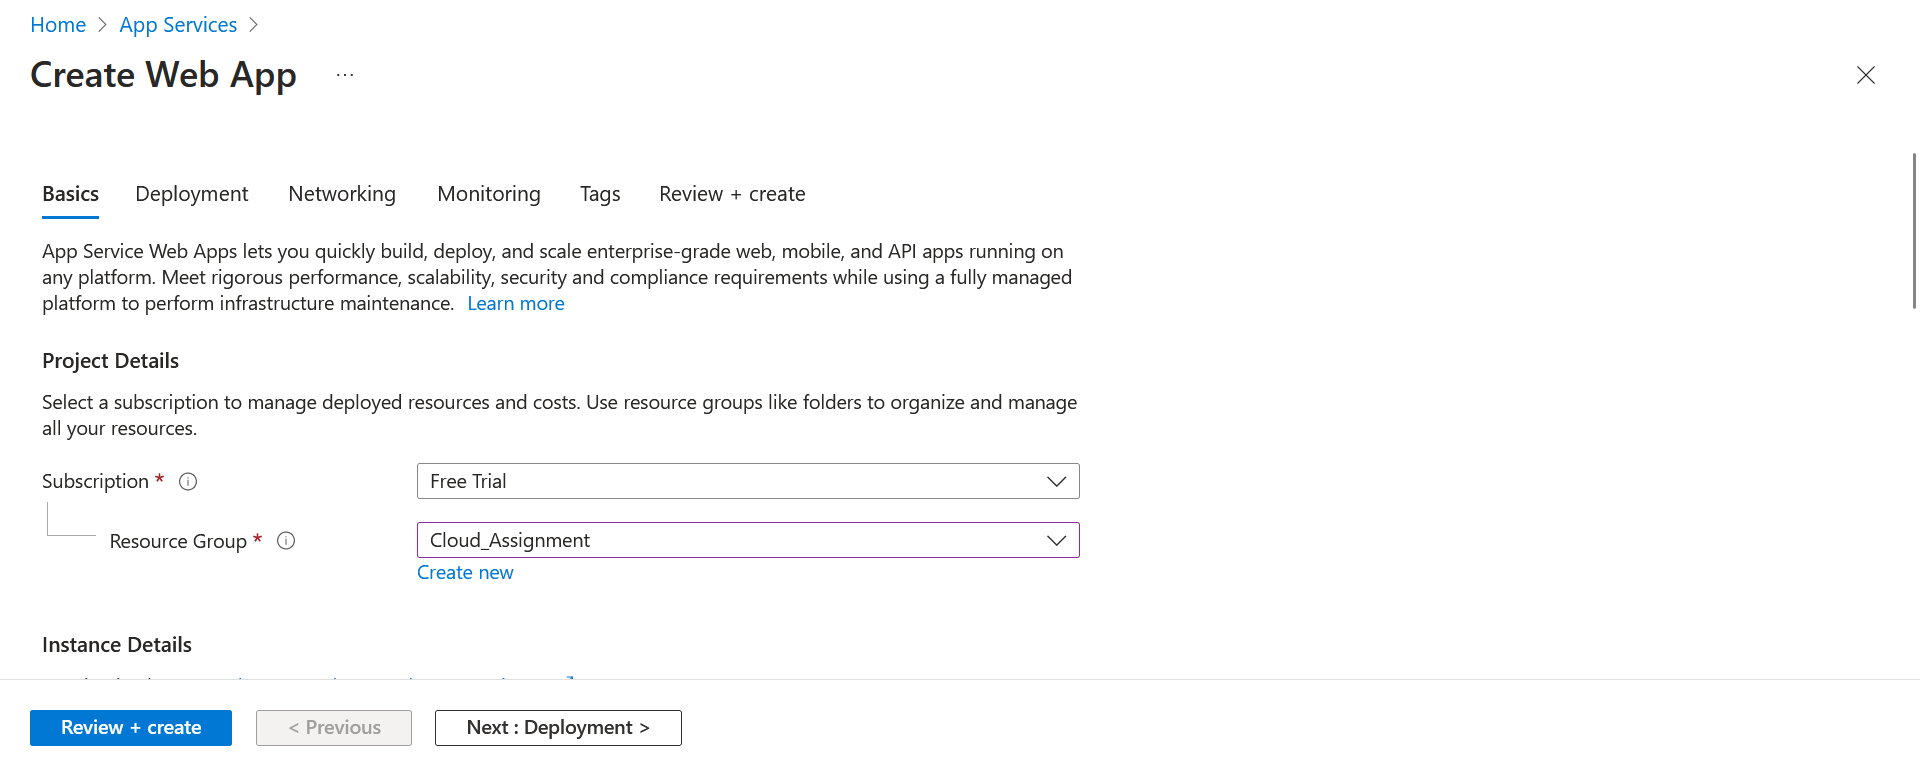 Home > App Services >
Create Web App ...
Basics Deployment Networking Monitoring Tags Review + create
App Service Web Apps lets you quickly build, deploy, and scale enterprise-grade web, mobile, and API apps running on
any platform. Meet rigorous performance, scalability, security and compliance requirements while using a fully managed
platform to perform infrastructure maintenance. Learn more
Project Details
Select a subscription to manage deployed resources and costs. Use resource groups like folders to organize and manage
all your resources.
Subscription *
Free Trial
Resource Group *
Cloud_Assignment
Create new
Instance Details
Review + create
< Previous
Next : Deployment >